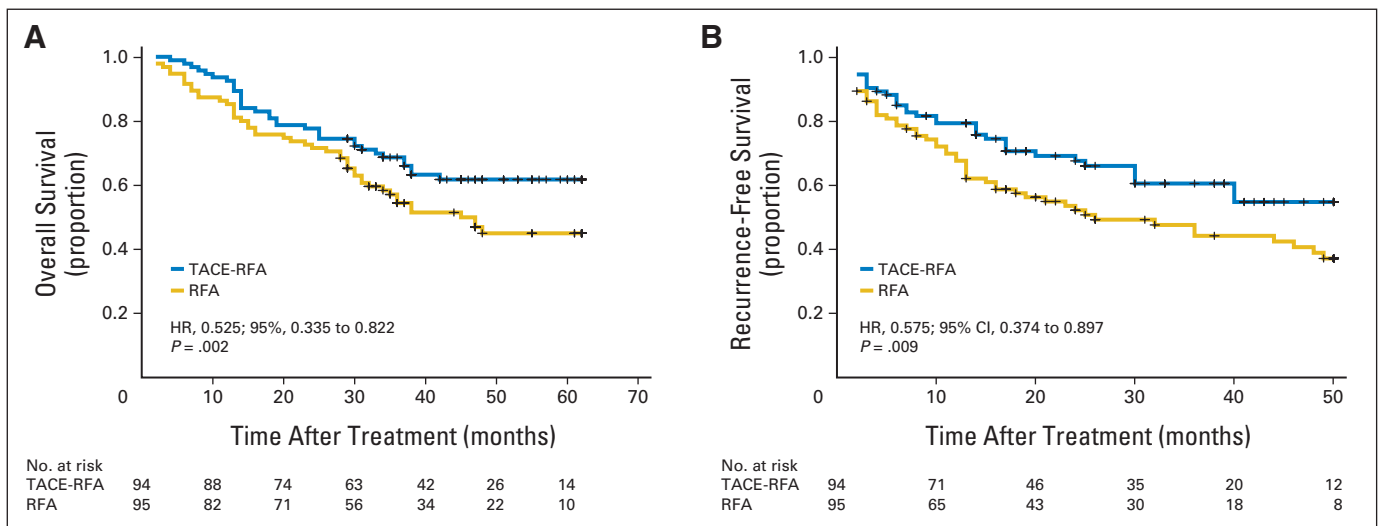 A
Overall Survival
(proportion)
1.0
0.8
0.6
0.4
0.2
TACE-RFA
RFA
HR, 0.525; 95%, 0.335 to 0.822
P = .002
0 10 20 30 40 50 60 70
Time After Treatment (months)
No. at risk
TACE-RFA 94 88 74 63 42 26 14
RFA 95 82 71 56 34 22 10
B
Recurrence-Free Survival
(proportion)
1.0
0.8
0.6
0.4
0.2
TACE-RFA
RFA
HR, 0.575; 95% CI, 0.374 to 0.897
P = .009
0 10 20 30 40 50
Time After Treatment (months)
No. at risk
TACE-RFA 94 71 46 35 20 12
RFA 95 65 43 30 18 8